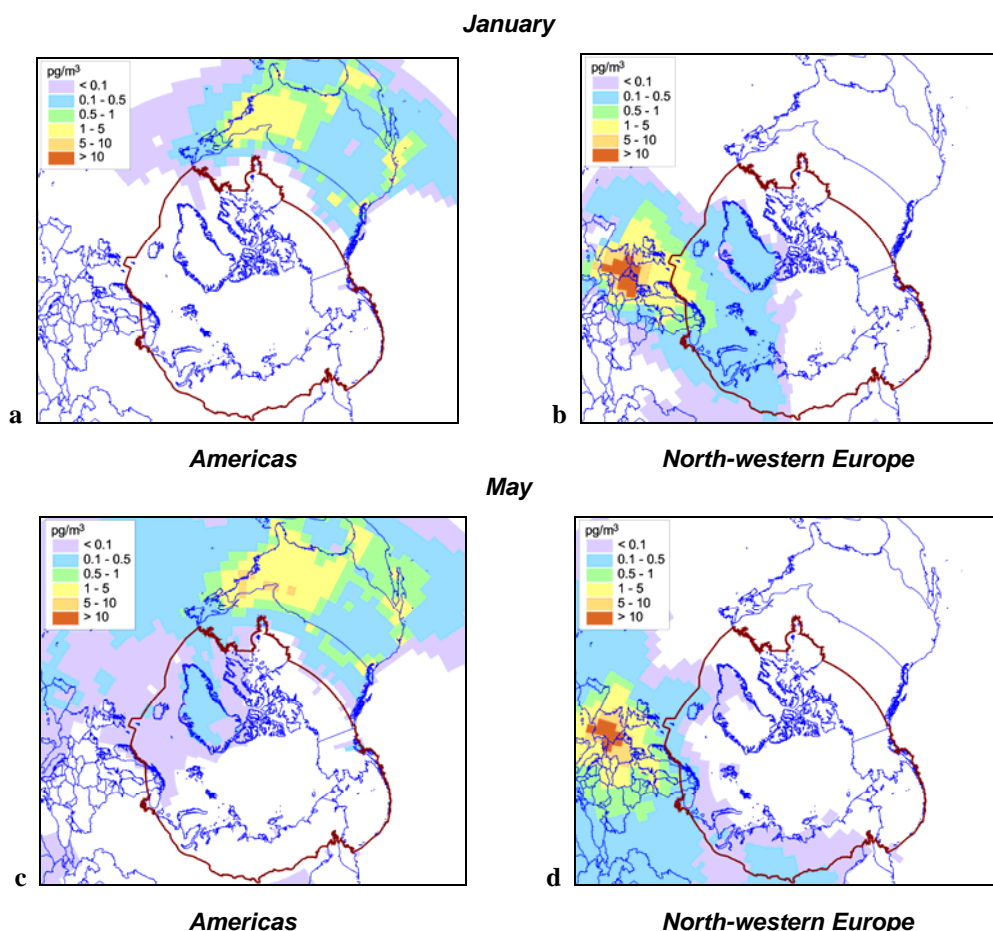 January
pg/m³
< 0.1
0.1 - 0.5
0.5 - 1
1 - 5
5 - 10
> 10
a
pg/m³
< 0.1
0.1 - 0.5
0.5 - 1
1 - 5
5 - 10
> 10
b
Americas
North-western Europe
May
pg/m³
< 0.1
0.1 - 0.5
0.5 - 1
1 - 5
5 - 10
> 10
c
pg/m³
< 0.1
0.1 - 0.5
0.5 - 1
1 - 5
5 - 10
> 10
d
Americas
North-western Europe